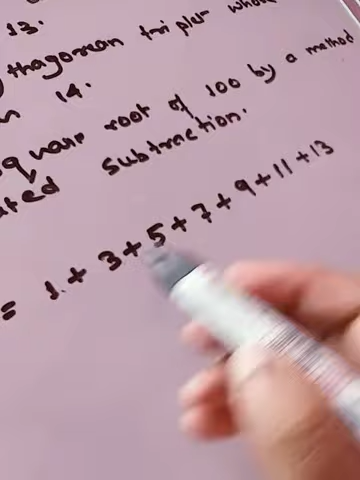 13.
thagorean triplet whose
14.
quare root of 100 by a method
ated subtraction.
= 1 + 3 + 5 + 7 + 9 + 11 + 13